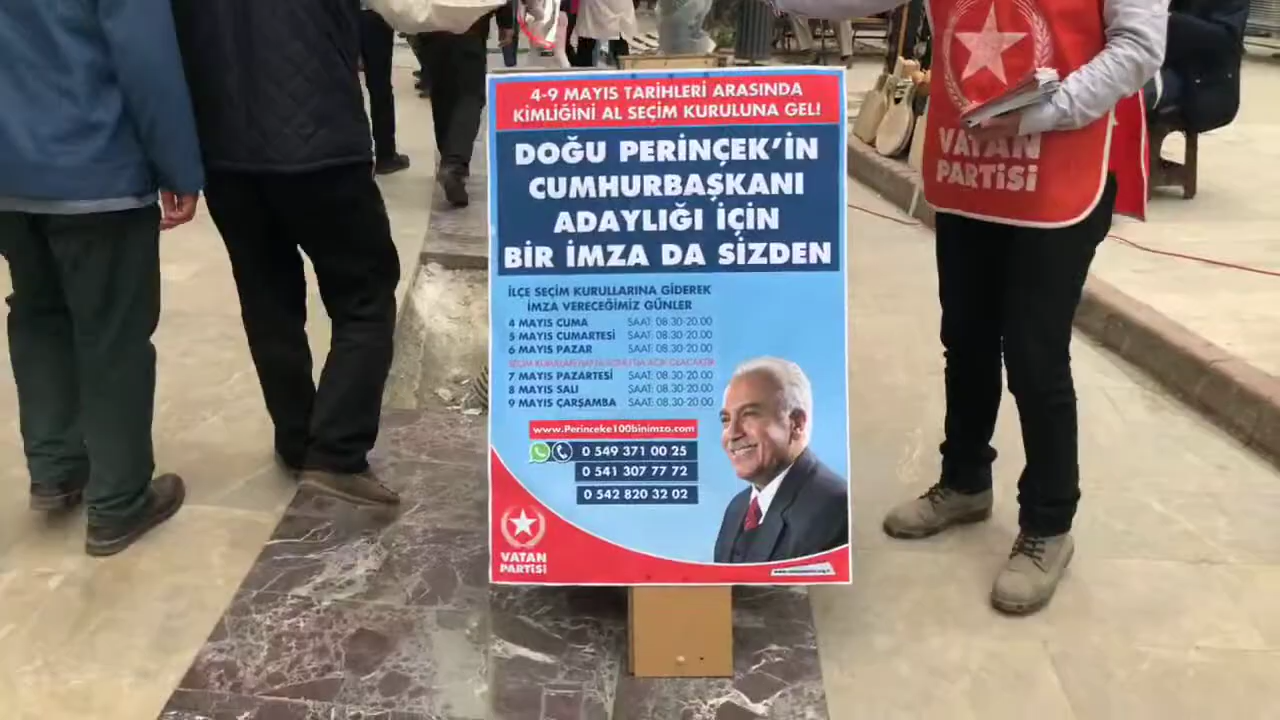 4-9 MAYIS TARİHLERİ ARASINDA
KİMLİĞİNİ AL SEÇİM KURULUNA GEL!
DOĞU PERİNÇEK'İN
CUMHURBAŞKANI
ADAYLIĞI İÇİN
BİR İMZA DA SİZDEN
İLÇE SEÇİM KURULLARINA GİDEREK
İMZA VERECEĞİMİZ GÜNLER
4 MAYIS CUMA SAAT: 08.30-20.00
5 MAYIS CUMARTESİ SAAT: 08.30-20.00
6 MAYIS PAZAR SAAT: 08.30-20.00
7 MAYIS PAZARTESİ SAAT: 08.30-20.00
8 MAYIS SALI SAAT: 08.30-20.00
9 MAYIS ÇARŞAMBA SAAT: 08.30-20.00
www.Perinceke100binimza.com
0 549 371 00 25
0 541 307 77 72
0 542 820 32 02
VATAN
PARTİSİ
VATAN
PARTİSİ